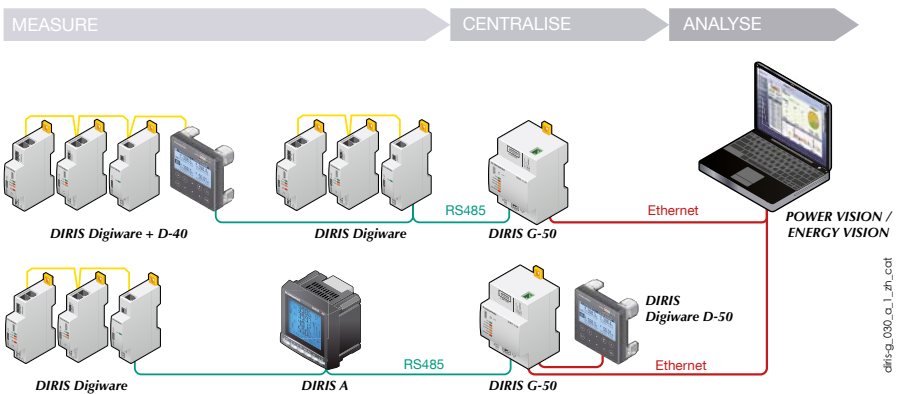 MEASURE
CENTRALISE
ANALYSE
RS485
Ethernet
DIRIS Digiware + D-40
DIRIS Digiware
DIRIS G-50
POWER VISION /
ENERGY VISION
DIRIS
Digiware D-50
RS485
Ethernet
DIRIS Digiware
DIRIS A
DIRIS G-50
diris-g_030_a_1_zh_cat